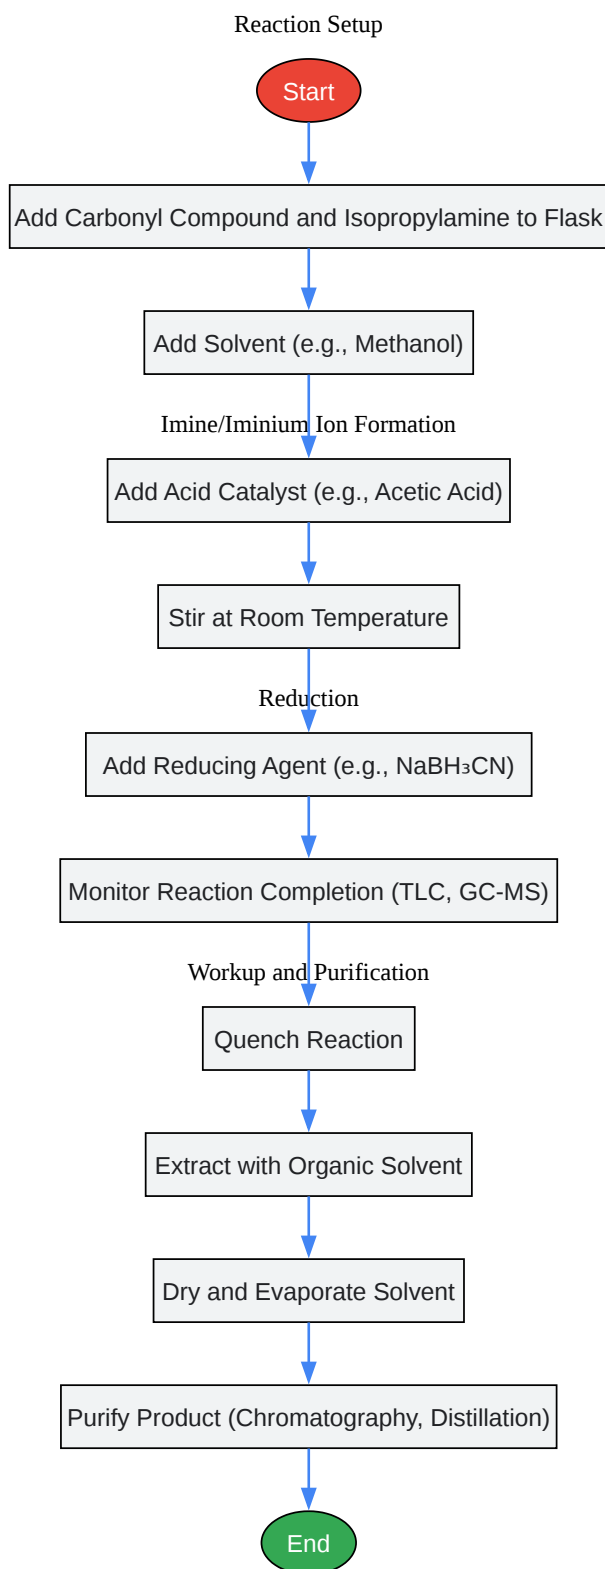 Reaction Setup
Start
Add Carbonyl Compound and Isopropylamine to Flask
Add Solvent (e.g., Methanol)
Imine/Iminium Ion Formation
Add Acid Catalyst (e.g., Acetic Acid)
Stir at Room Temperature
Reduction
Add Reducing Agent (e.g., NaBH₃CN)
Monitor Reaction Completion (TLC, GC-MS)
Workup and Purification
Quench Reaction
Extract with Organic Solvent
Dry and Evaporate Solvent
Purify Product (Chromatography, Distillation)
End